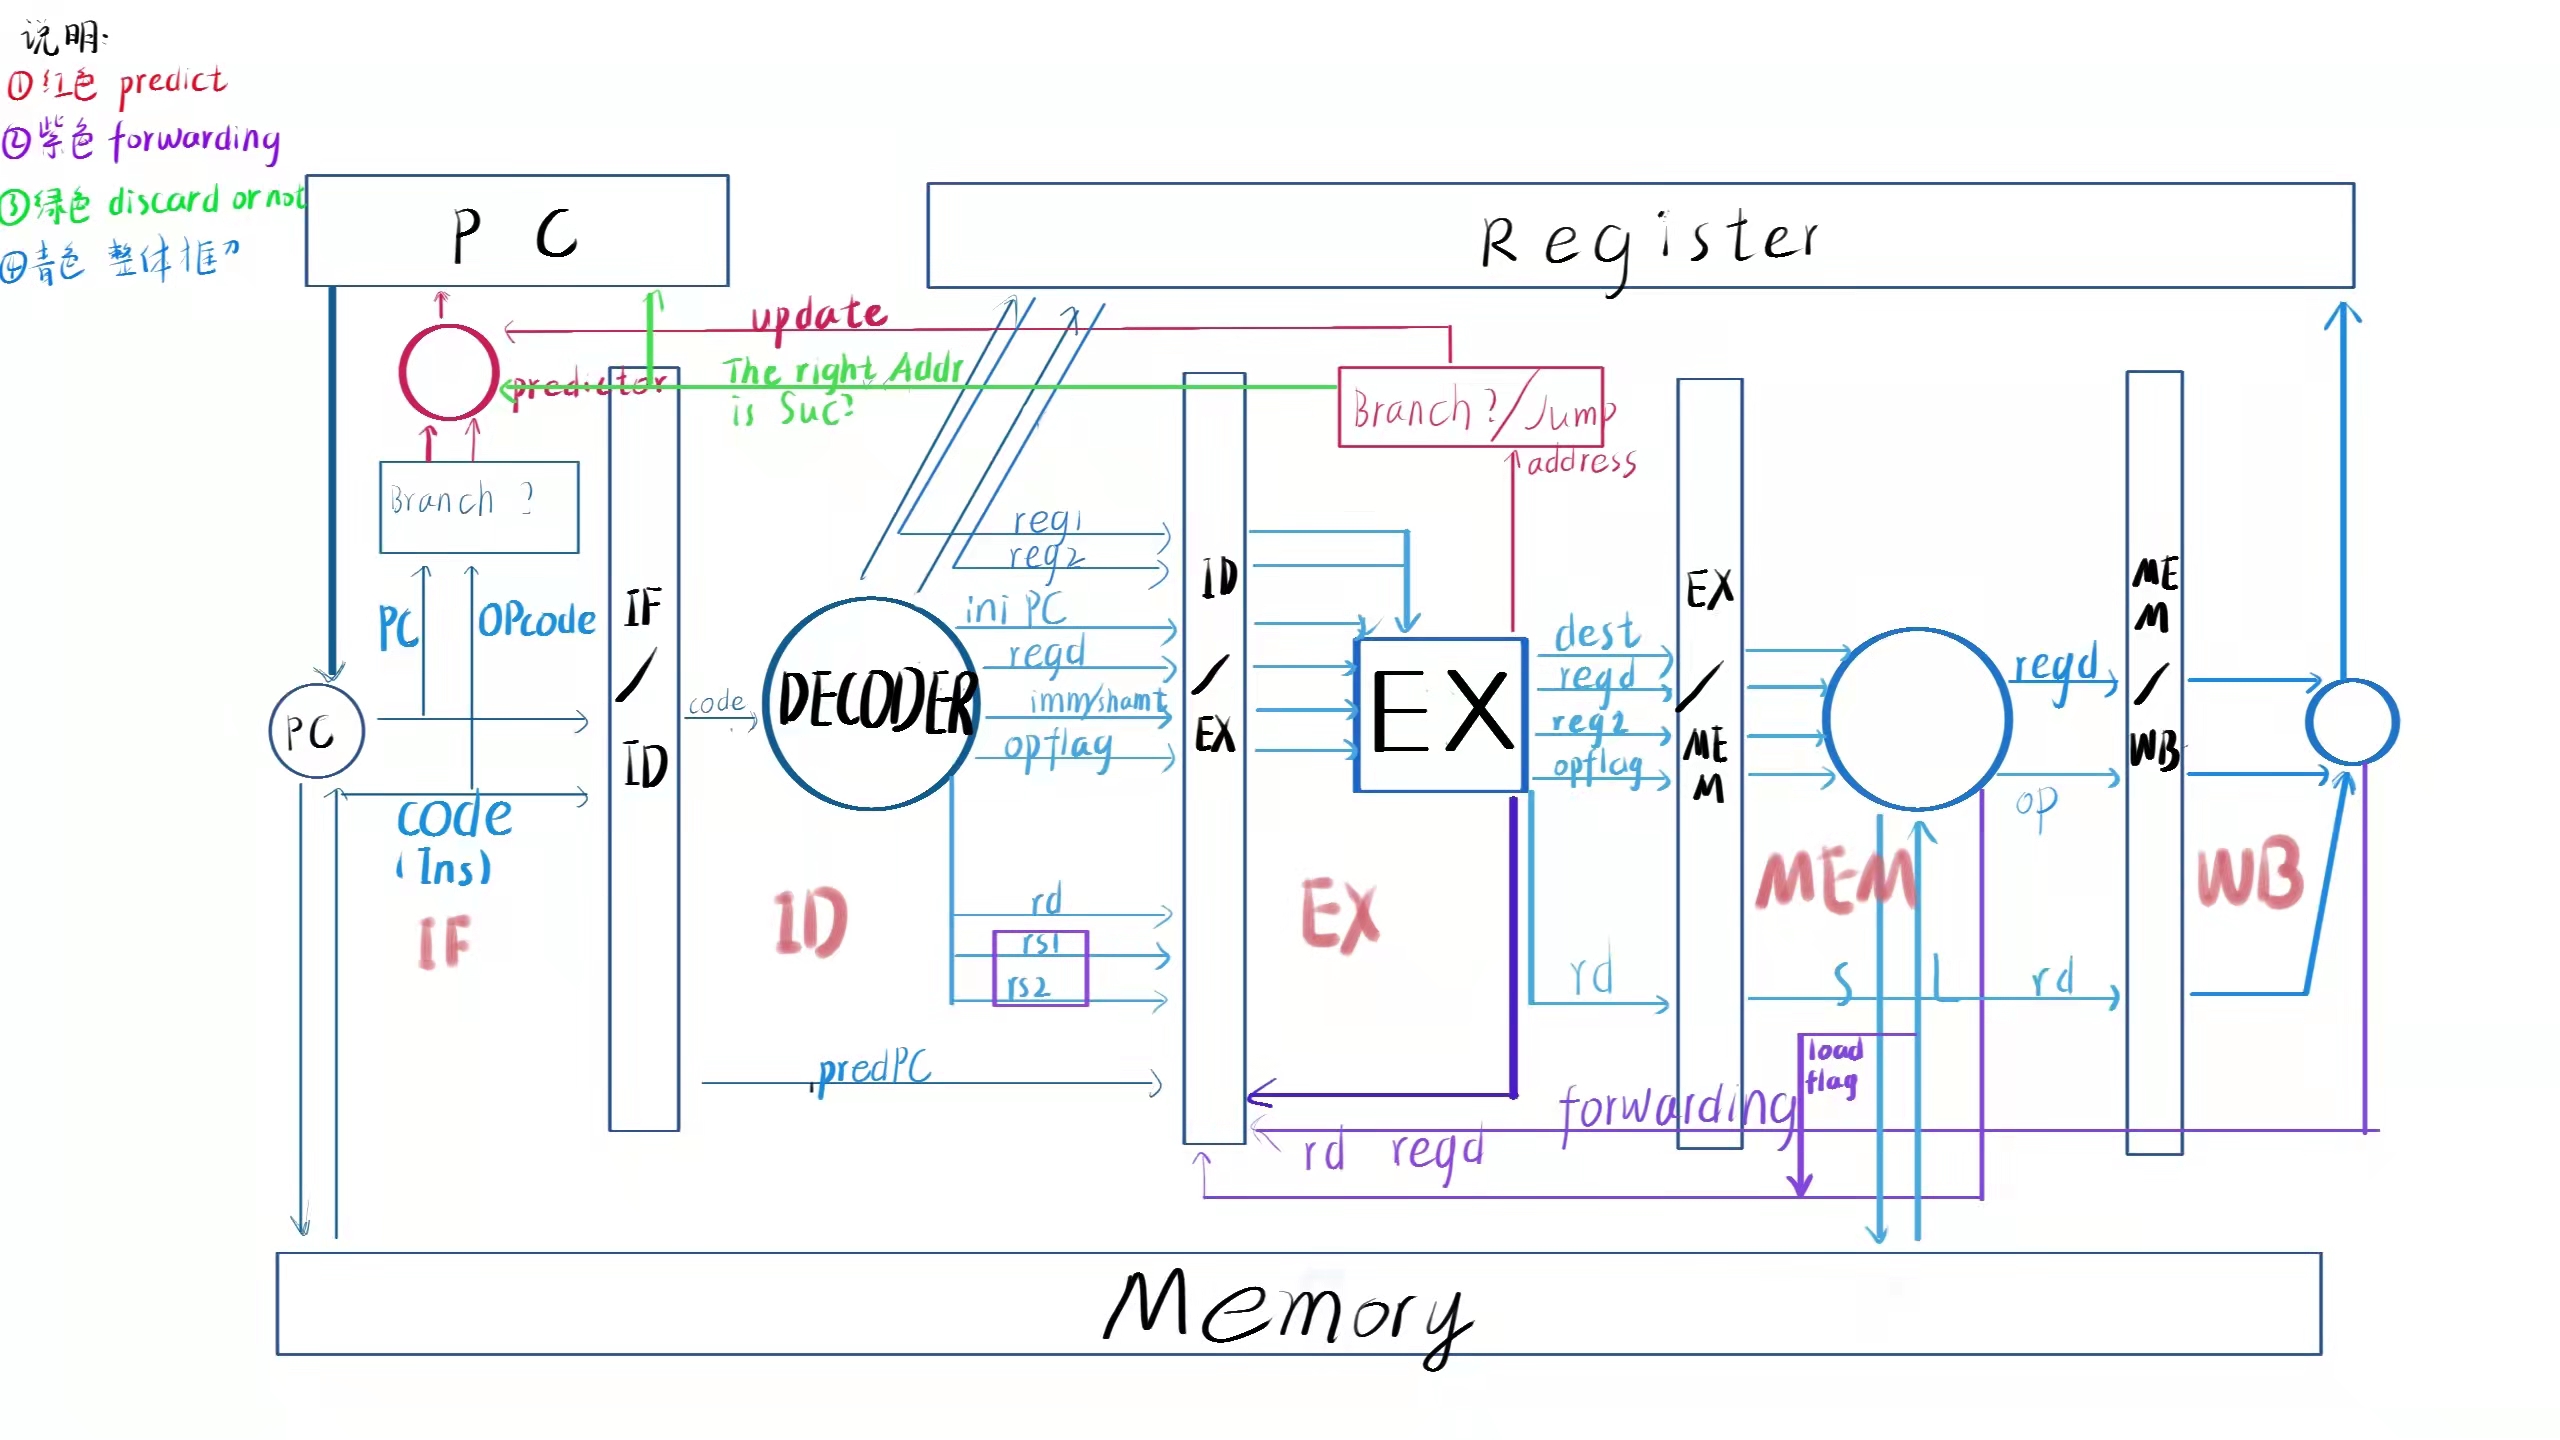 说明:
①红色 predict
②紫色 forwarding
③绿色 discard or not
④青色 整体框
PC
Register
update
predictor
The right Addr
is Suc?
Branch ?/Jump
address
Branch ?
PC
OPcode
PC
code
(Ins)
IF
IF
/
ID
code
DECODER
reg1
reg2
ini PC
regd
imm/shamt
opflag
rd
rs1
rs2
predPC
ID
ID
/
EX
EX
EX
dest
regd
reg2
opflag
rd
EX
/
ME
M
MEM
regd
op
S
L
rd
load
flag
forwarding
rd regd
ME
M
/
WB
WB
Memory